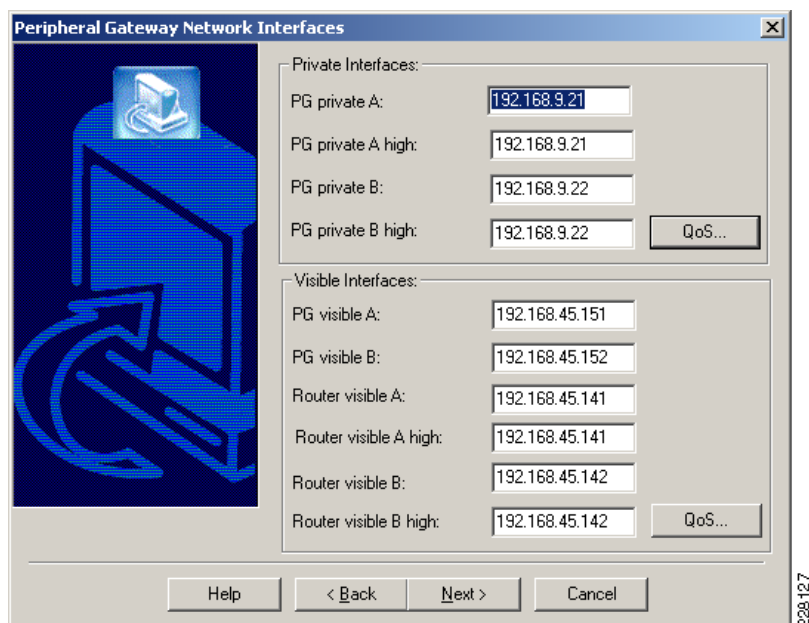 Peripheral Gateway Network Interfaces
Private Interfaces:
PG private A: 192.168.9.21
PG private A high: 192.168.9.21
PG private B: 192.168.9.22
PG private B high: 192.168.9.22 QoS...
Visible Interfaces:
PG visible A: 192.168.45.151
PG visible B: 192.168.45.152
Router visible A: 192.168.45.141
Router visible A high: 192.168.45.141
Router visible B: 192.168.45.142
Router visible B high: 192.168.45.142 QoS...
Help < Back Next > Cancel
228127